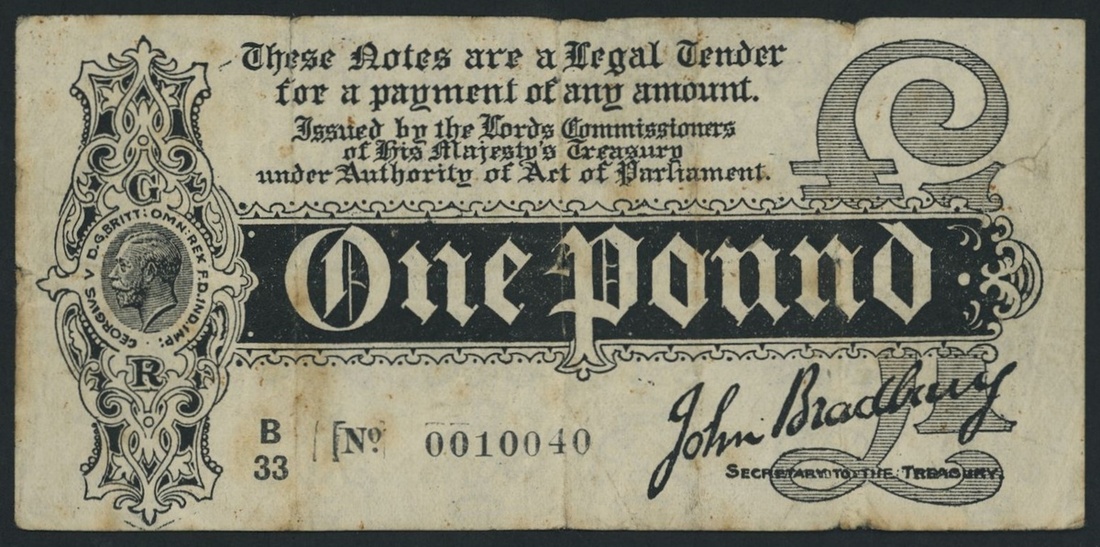 These Notes are a Legal Tender
for a payment of any amount.
Issued by the Lords Commissioners
of His Majesty's Treasury
under Authority of Act of Parliament.
£1
G
GEORGIVS V D.G.BRITT: OMN: REX F.D. IND. IMP:
R
One Pound
B
33
No. 0010040
John Bradbury
SECRETARY TO THE TREASURY.
£1